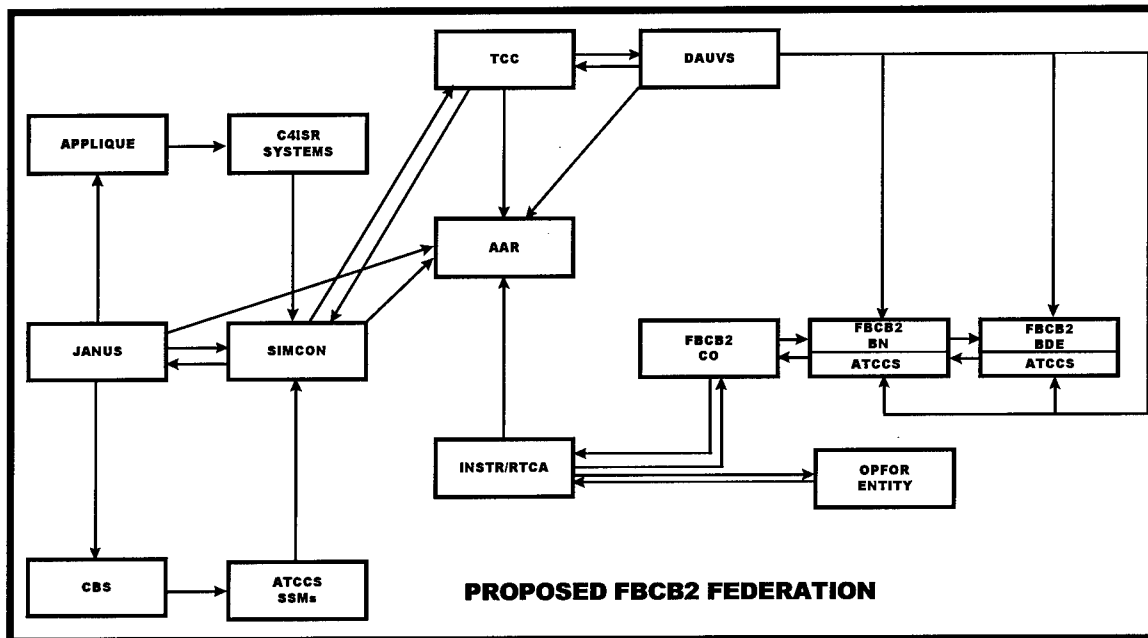 TCC
DAUVS
APPLIQUE
C4ISR
SYSTEMS
AAR
JANUS
SIMCON
FBCB2
CO
FBCB2
BN
ATCCS
FBCB2
BDE
ATCCS
INSTR/RTCA
OPFOR
ENTITY
CBS
ATCCS
SSMs
PROPOSED FBCB2 FEDERATION